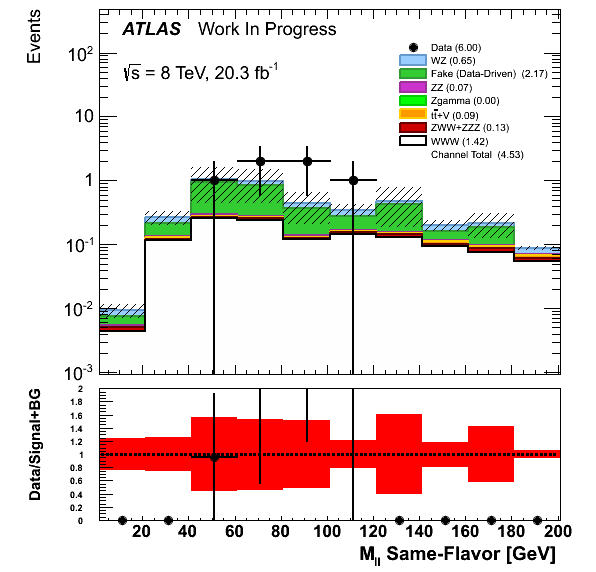 Events
ATLAS Work In Progress
√s = 8 TeV, 20.3 fb⁻¹
Data (6.00)
WZ (0.65)
Fake (Data-Driven) (2.17)
ZZ (0.07)
Zgamma (0.00)
tt̄+V (0.09)
ZWW+ZZZ (0.13)
WWW (1.42)
Channel Total (4.53)
10²
10
1
10⁻¹
10⁻²
10⁻³
Data/Signal+BG
2
1.8
1.6
1.4
1.2
1
0.8
0.6
0.4
0.2
0
20 40 60 80 100 120 140 160 180 200
M_ll Same-Flavor [GeV]